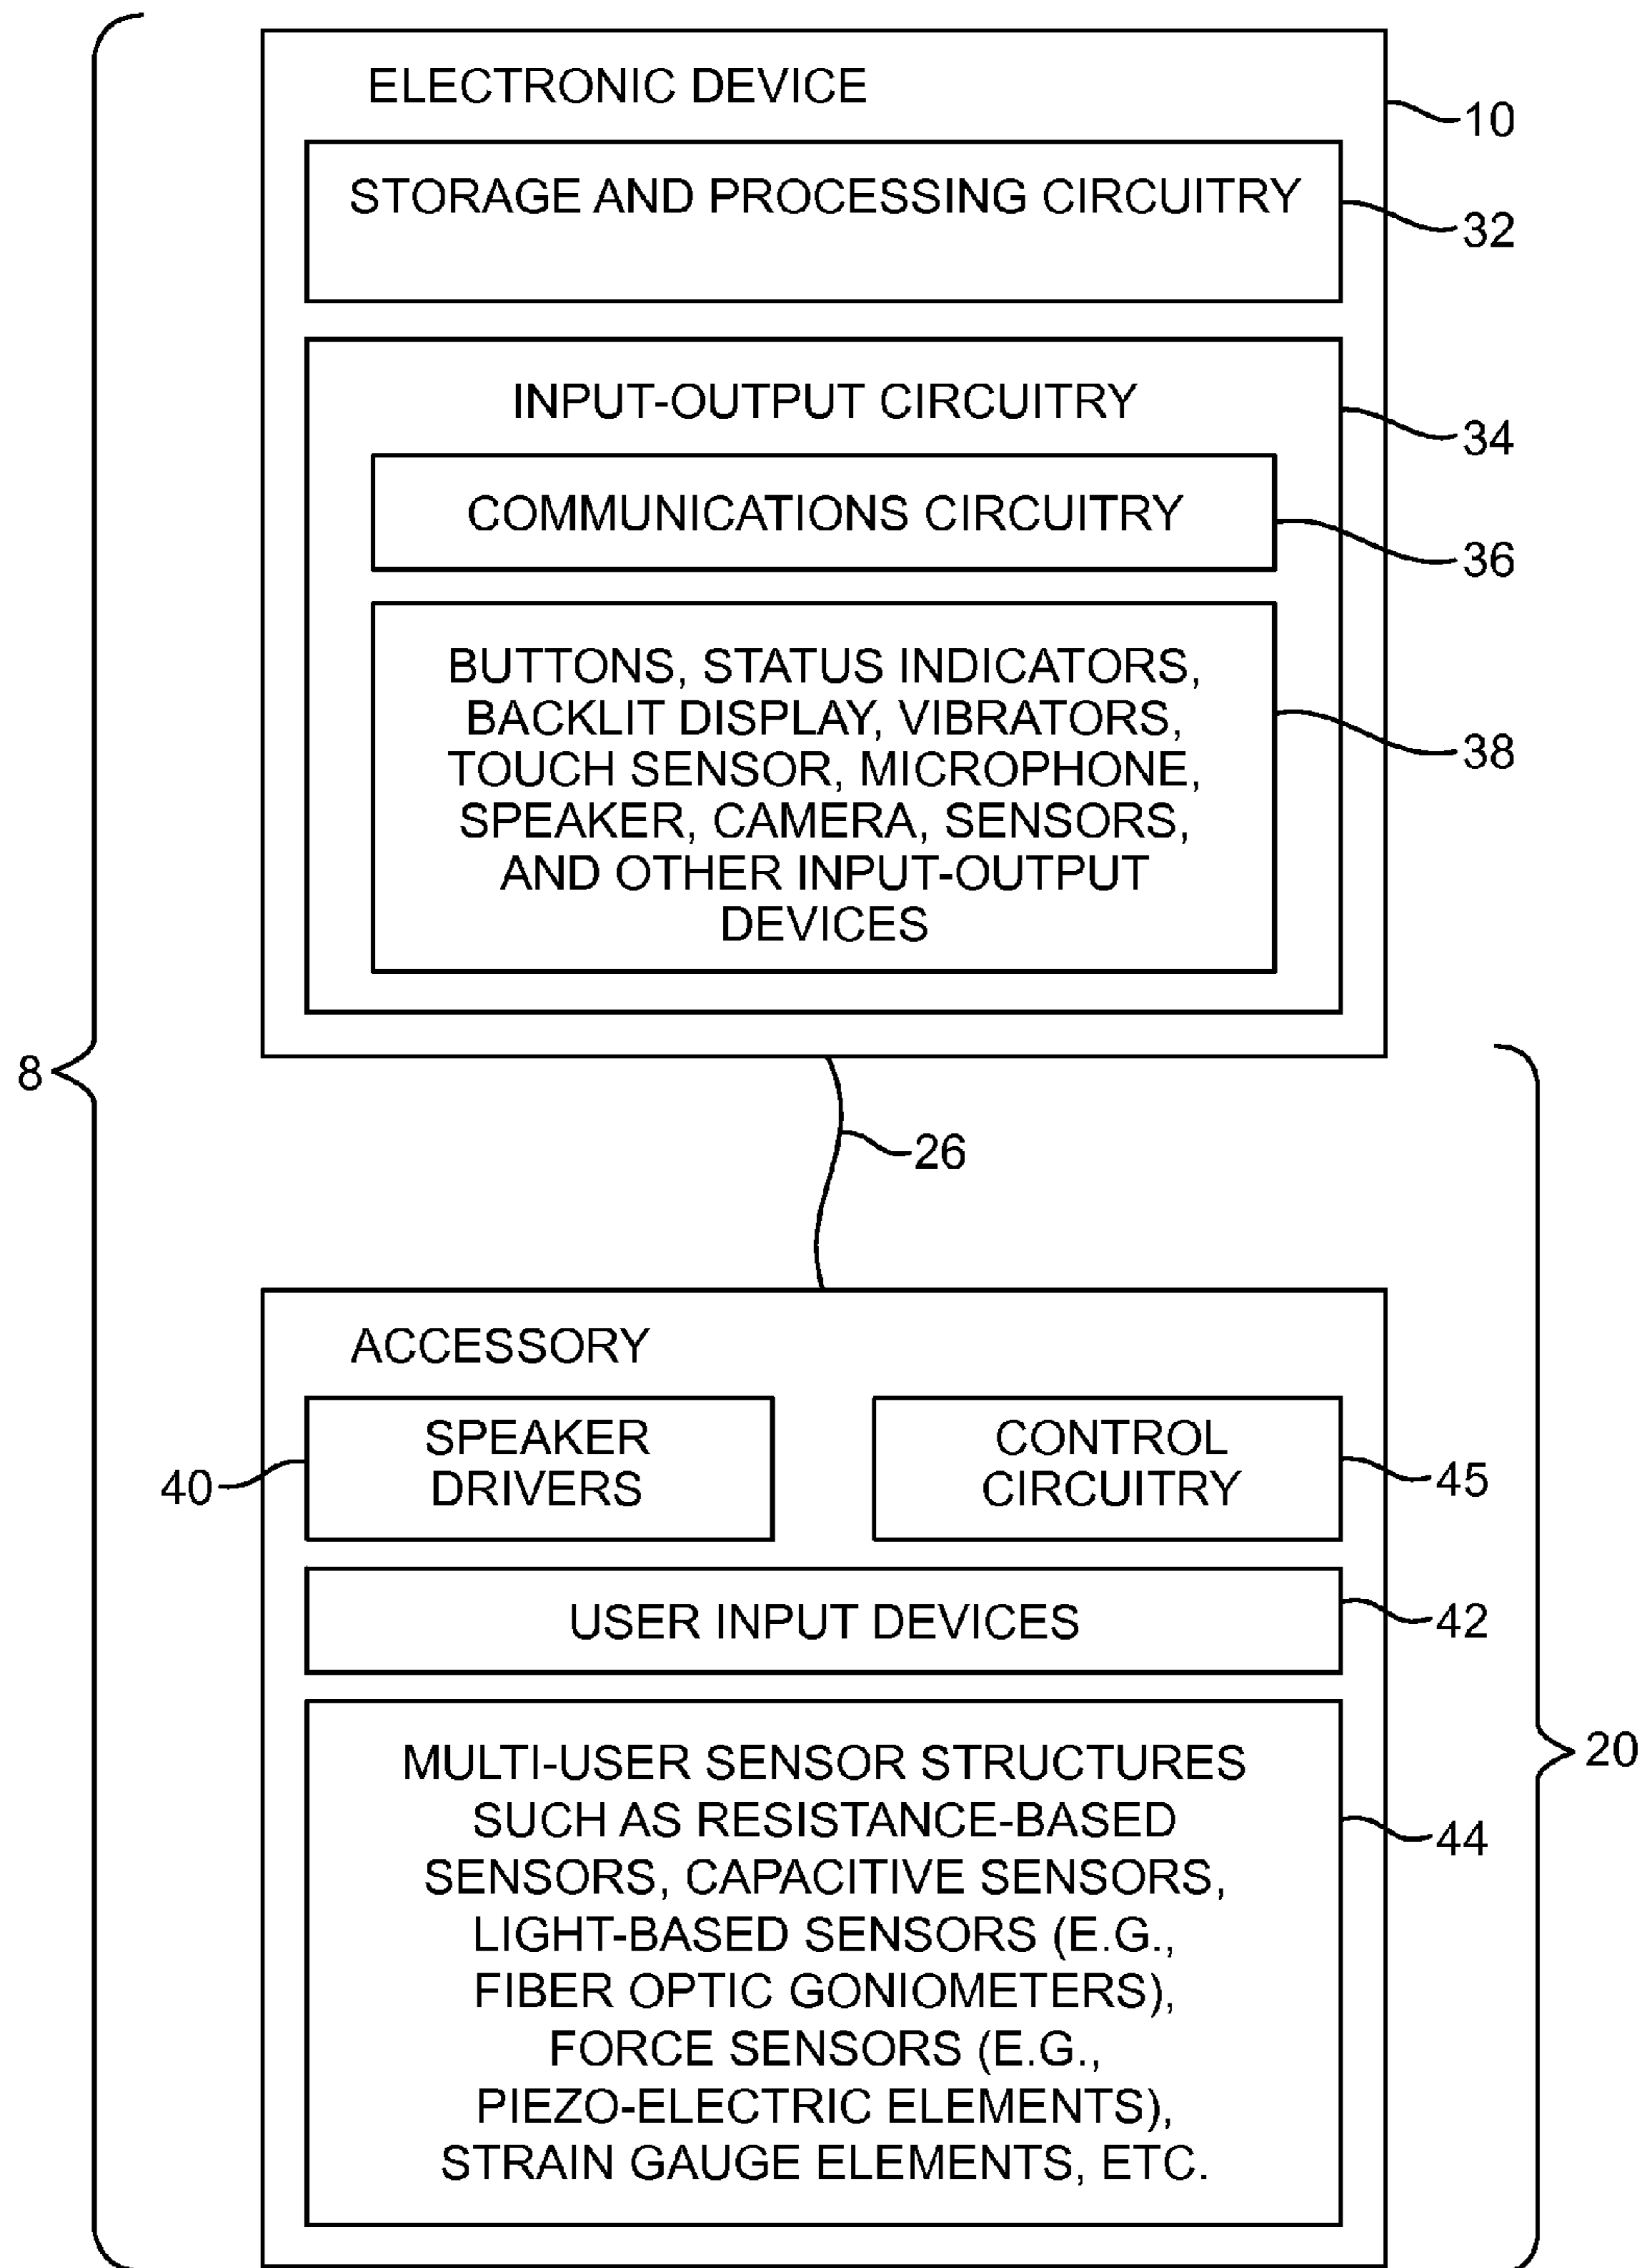 ELECTRONIC DEVICE
10
STORAGE AND PROCESSING CIRCUITRY
32
INPUT-OUTPUT CIRCUITRY
34
COMMUNICATIONS CIRCUITRY
36
BUTTONS, STATUS INDICATORS,
BACKLIT DISPLAY, VIBRATORS,
TOUCH SENSOR, MICROPHONE,
SPEAKER, CAMERA, SENSORS,
AND OTHER INPUT-OUTPUT
DEVICES
38
8
26
ACCESSORY
SPEAKER
DRIVERS
40
CONTROL
CIRCUITRY
45
USER INPUT DEVICES
42
20
MULTI-USER SENSOR STRUCTURES
SUCH AS RESISTANCE-BASED
SENSORS, CAPACITIVE SENSORS,
LIGHT-BASED SENSORS (E.G.,
FIBER OPTIC GONIOMETERS),
FORCE SENSORS (E.G.,
PIEZO-ELECTRIC ELEMENTS),
STRAIN GAUGE ELEMENTS, ETC.
44